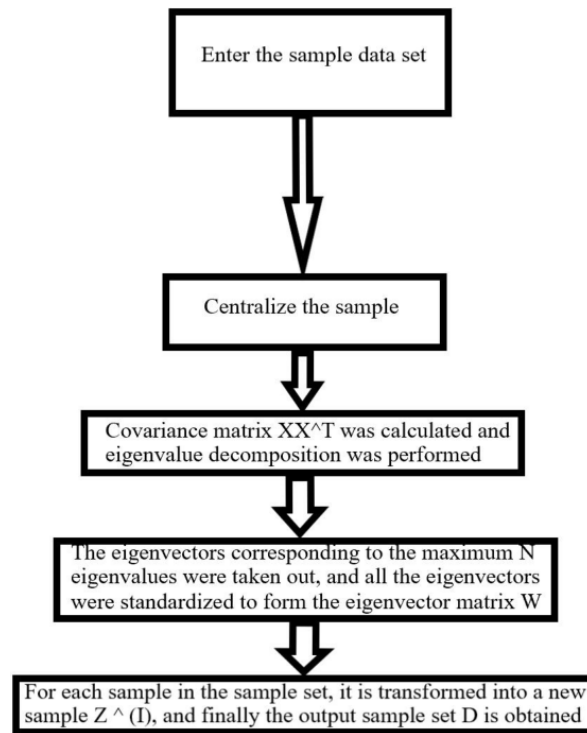 Enter the sample data set
Centralize the sample
Covariance matrix XX^T was calculated and
eigenvalue decomposition was performed
The eigenvectors corresponding to the maximum N
eigenvalues were taken out, and all the eigenvectors
were standardized to form the eigenvector matrix W
For each sample in the sample set, it is transformed into a new
sample Z ^ (I), and finally the output sample set D is obtained